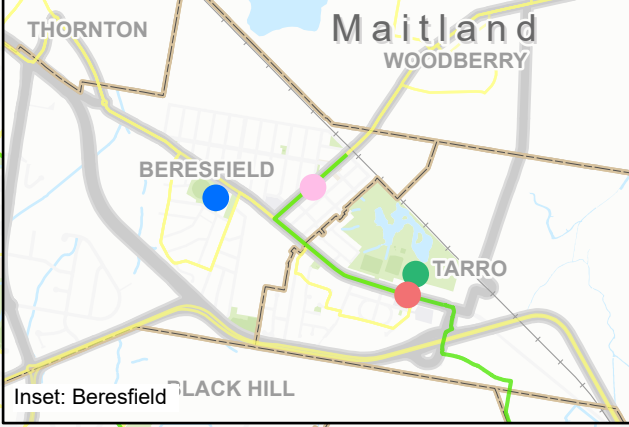 THORNTON
Maitland
WOODBERRY
BERESFIELD
TARRO
BLACK HILL
Inset: Beresfield